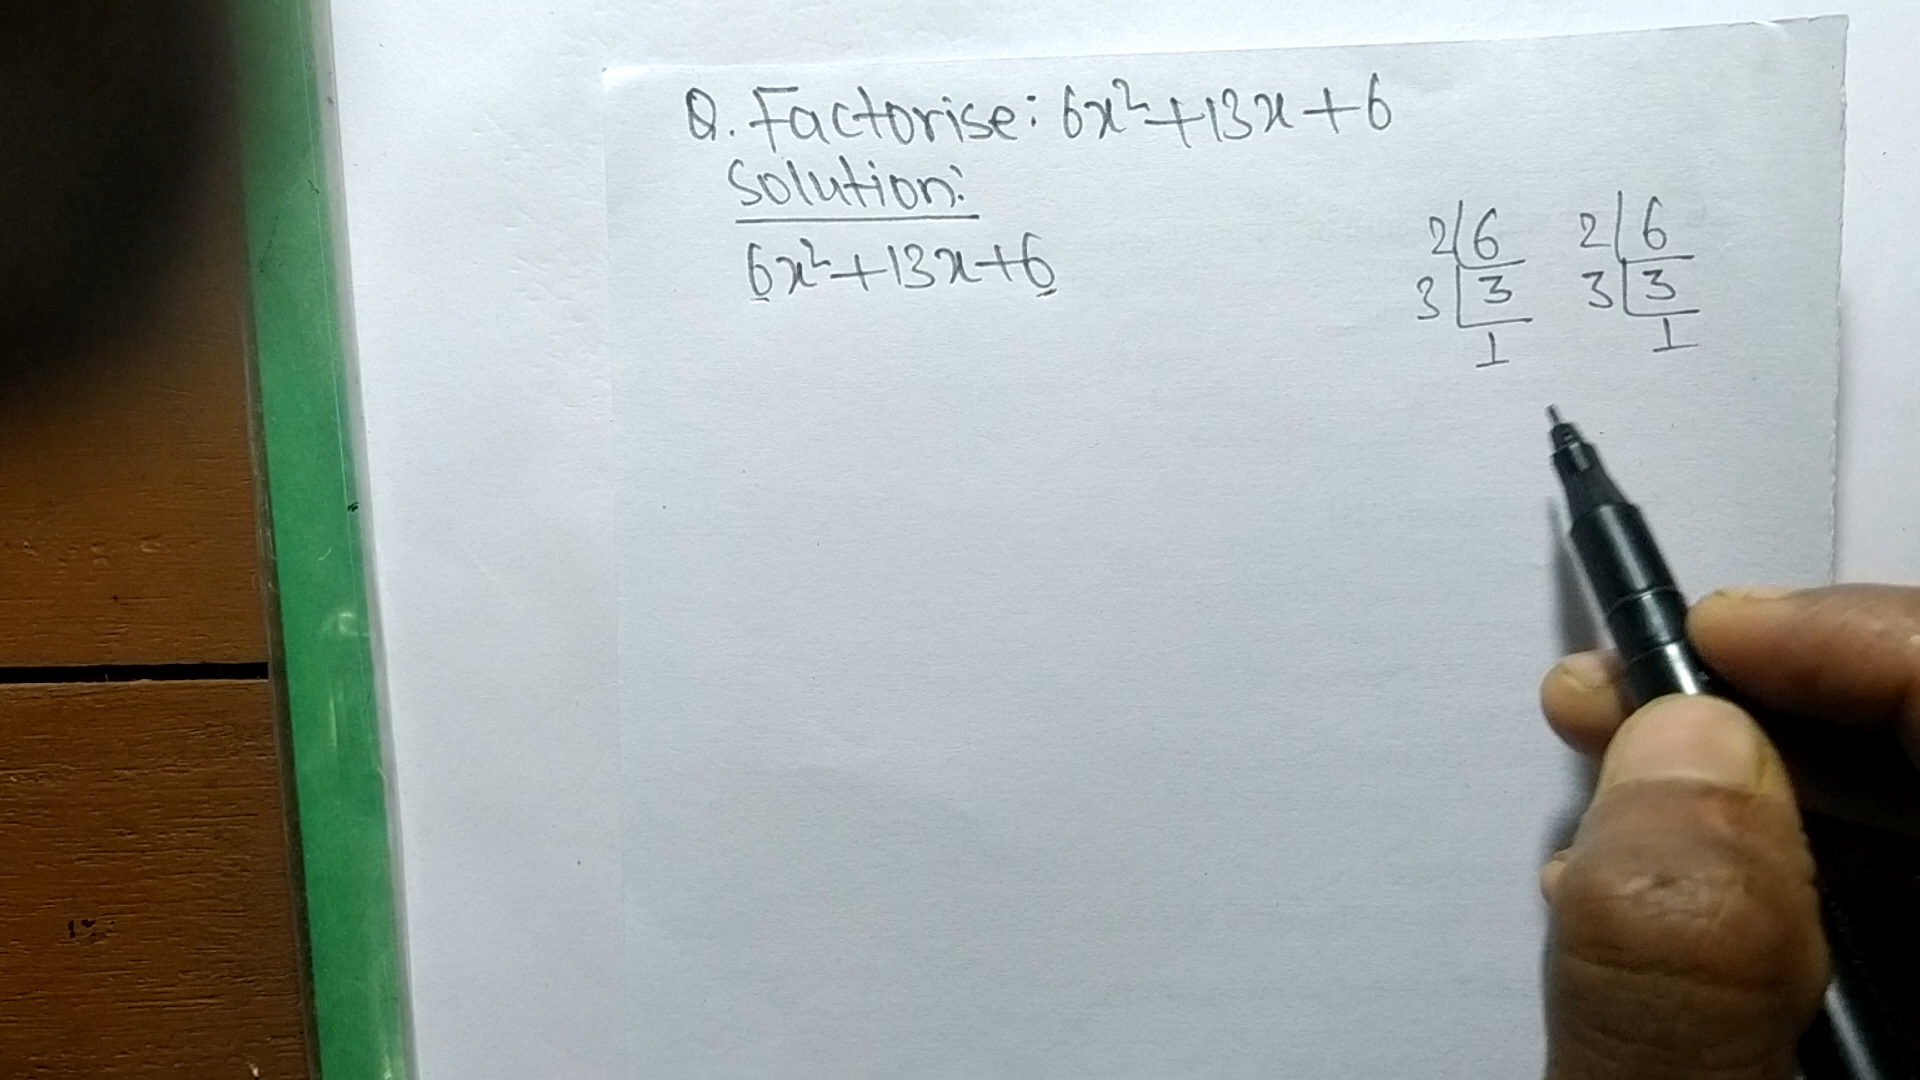 Q. Factorise: 6x²+13x+6
Solution:
6x²+13x+6
2|6 2|6
3|3 3|3
1 1